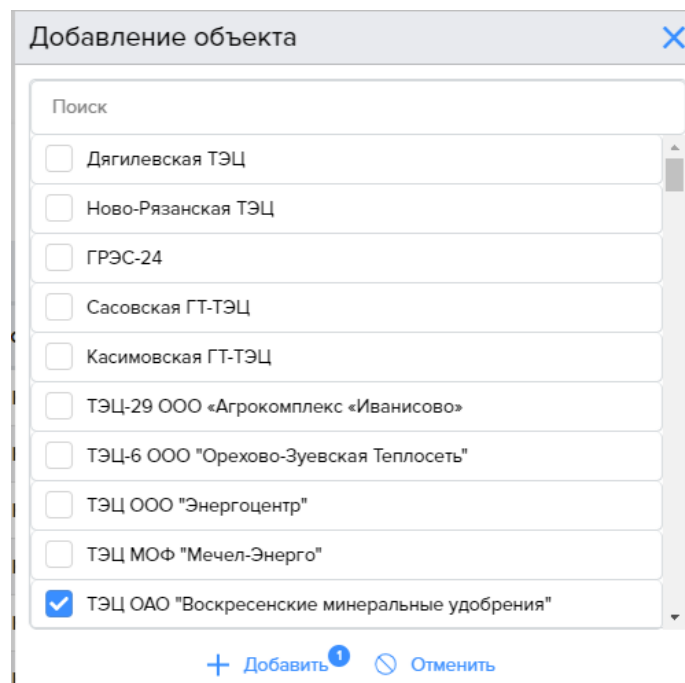 Добавление объекта
Поиск
Дягилевская ТЭЦ
Ново-Рязанская ТЭЦ
ГРЭС-24
Сасовская ГТ-ТЭЦ
Касимовская ГТ-ТЭЦ
ТЭЦ-29 ООО «Агрокомплекс «Иванисово»
ТЭЦ-6 ООО "Орехово-Зуевская Теплосеть"
ТЭЦ ООО "Энергоцентр"
ТЭЦ МОФ "Мечел-Энерго"
ТЭЦ ОАО "Воскресенские минеральные удобрения"
Добавить 1 Отменить